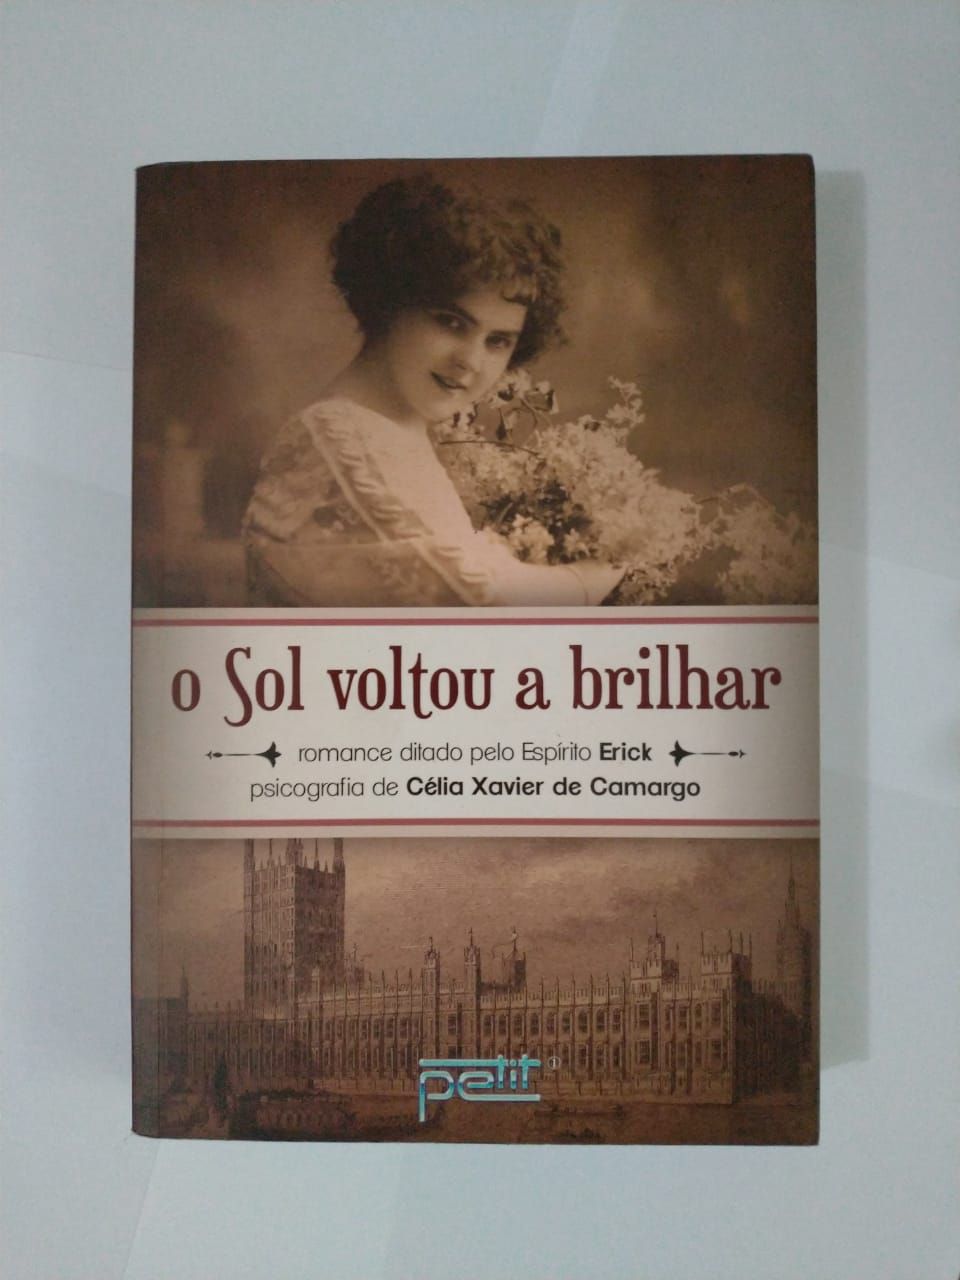 o Sol voltou a brilhar
romance ditado pelo Espírito Erick
psicografia de Célia Xavier de Camargo
petit